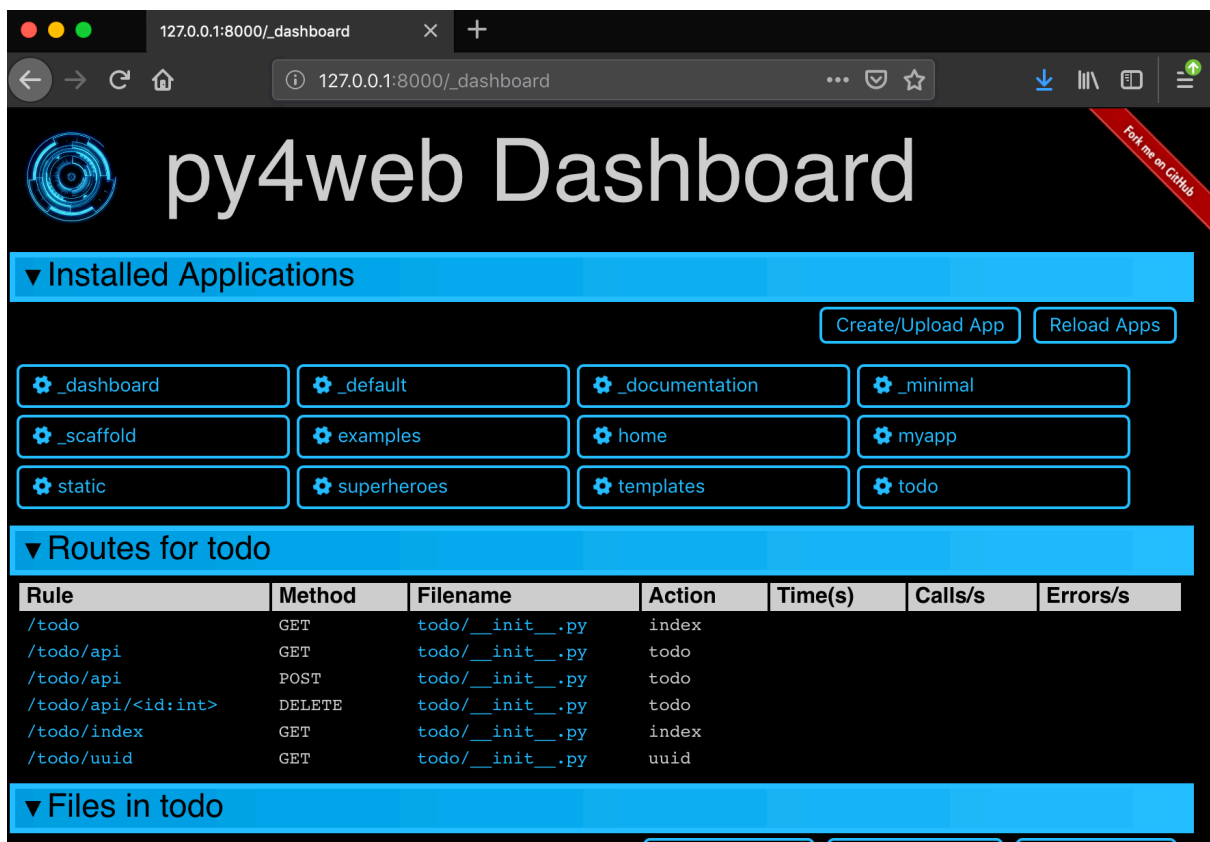 127.0.0.1:8000/_dashboard
127.0.0.1:8000/_dashboard
py4web Dashboard
Fork me on GitHub
▾ Installed Applications
Create/Upload App Reload Apps
_dashboard _default _documentation _minimal
_scaffold examples home myapp
static superheroes templates todo
▾ Routes for todo
Rule Method Filename Action Time(s) Calls/s Errors/s
/todo GET todo/__init__.py index
/todo/api GET todo/__init__.py todo
/todo/api POST todo/__init__.py todo
/todo/api/<id:int> DELETE todo/__init__.py todo
/todo/index GET todo/__init__.py index
/todo/uuid GET todo/__init__.py uuid
▾ Files in todo